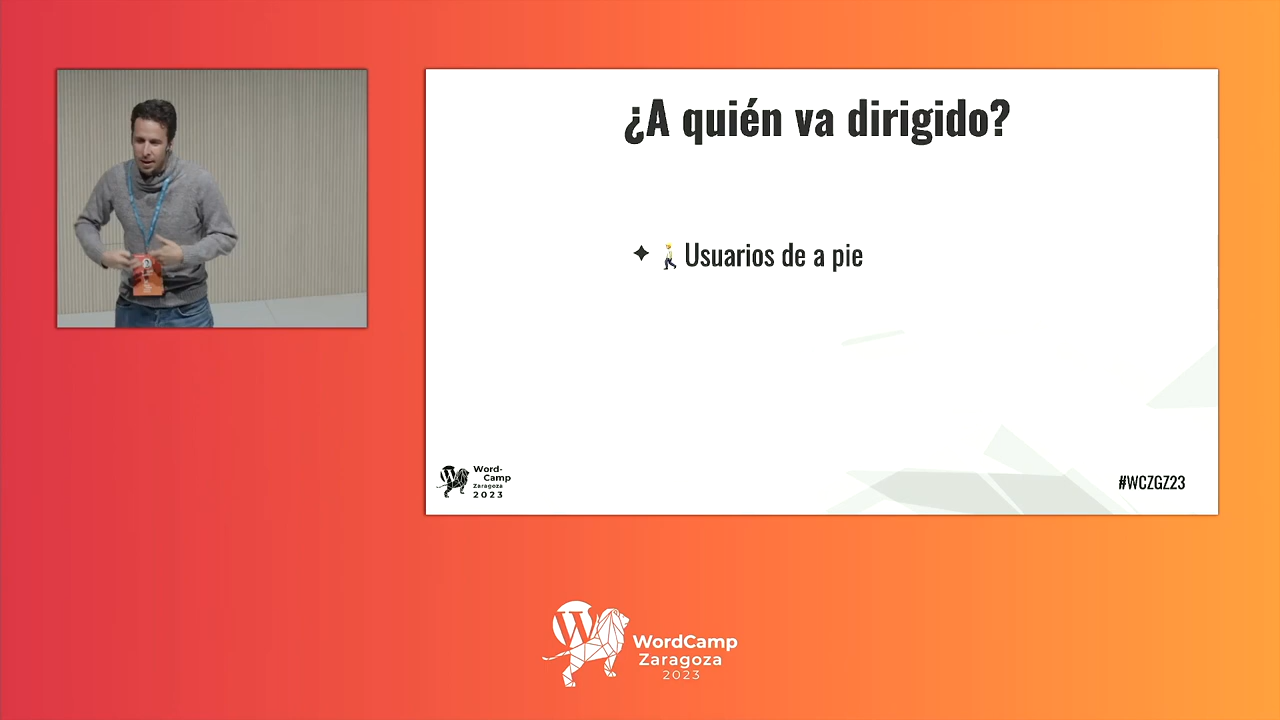 ¿A quién va dirigido?
✦ 🚶 Usuarios de a pie
Word-
Camp
Zaragoza
2023
#WCZGZ23
WordCamp
Zaragoza
2023